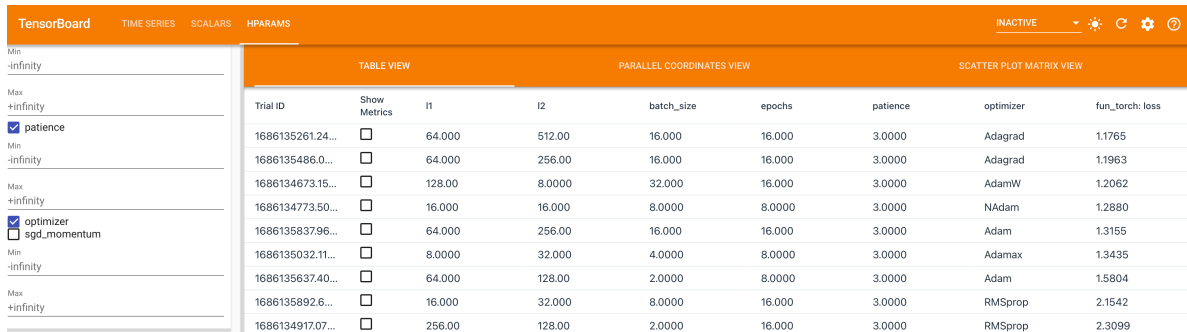 TensorBoard TIME SERIES SCALARS HPARAMS INACTIVE
Min
-infinity
Max
+infinity
patience
Min
-infinity
Max
+infinity
optimizer
sgd_momentum
Min
-infinity
Max
+infinity
TABLE VIEW PARALLEL COORDINATES VIEW SCATTER PLOT MATRIX VIEW
Trial ID Show Metrics l1 l2 batch_size epochs patience optimizer fun_torch: loss
1686135261.24... 64.000 512.00 16.000 16.000 3.0000 Adagrad 1.1765
1686135486.0... 64.000 256.00 16.000 16.000 3.0000 Adagrad 1.1963
1686134673.15... 128.00 8.0000 32.000 16.000 3.0000 AdamW 1.2062
1686134773.50... 16.000 16.000 8.0000 8.0000 3.0000 NAdam 1.2880
1686135837.96... 64.000 256.00 16.000 16.000 3.0000 Adam 1.3155
1686135032.11... 8.0000 32.000 4.0000 8.0000 3.0000 Adamax 1.3435
1686135637.40... 64.000 128.00 2.0000 8.0000 3.0000 Adam 1.5804
1686135892.6... 16.000 32.000 8.0000 16.000 3.0000 RMSprop 2.1542
1686134917.07... 256.00 128.00 2.0000 16.000 3.0000 RMSprop 2.3099